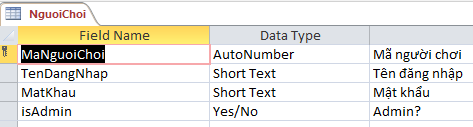 NguoiChoi
Field Name Data Type
MaNguoiChoi AutoNumber Mã người chơi
TenDangNhap Short Text Tên đăng nhập
MatKhau Short Text Mật khẩu
isAdmin Yes/No Admin?